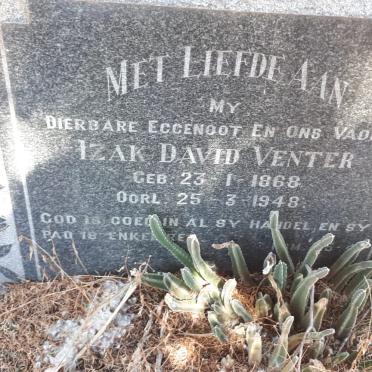 MET LIEFDE AAN
MY
DIERBARE EGGENOOT EN ONS VADER
IZAK DAVID VENTER
GEB. 23-1-1868
OORL. 25-3-1948.
GOD IS GOED IN AL SY HANDEL, EN SY
PAD IS ENKEL